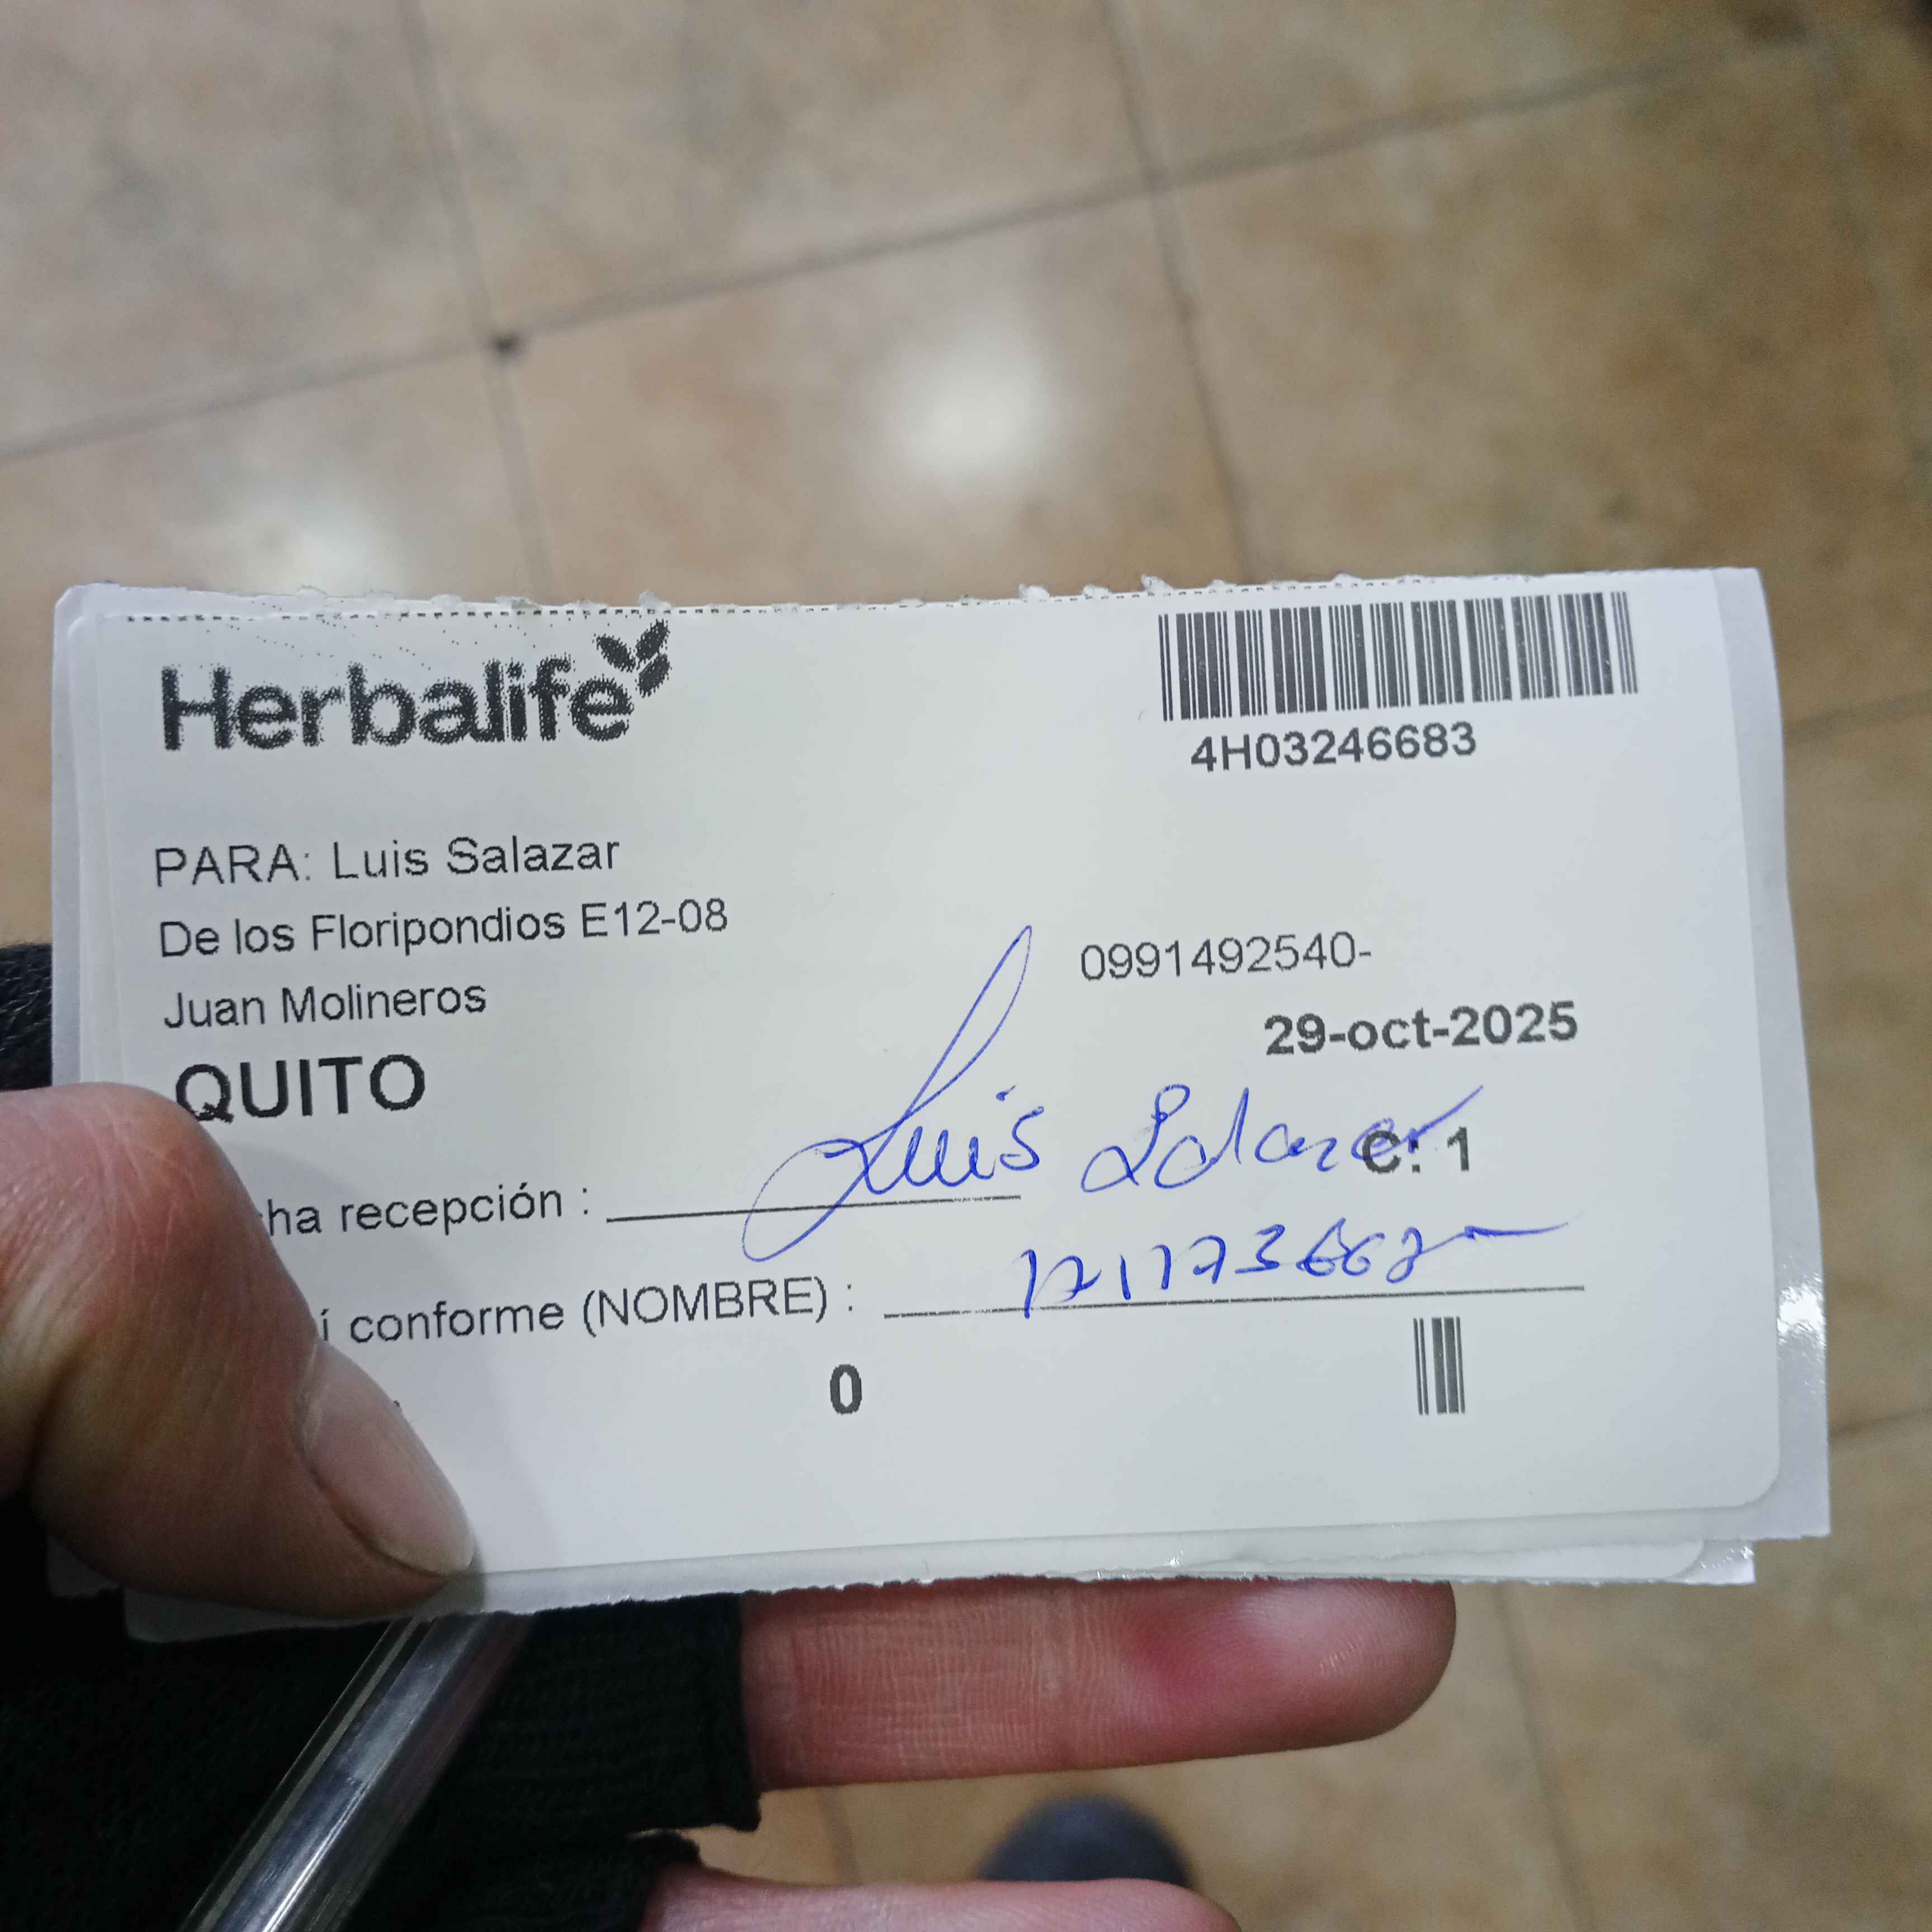 Herbalife
4H03246683
PARA: Luis Salazar
De los Floripondios E12-08
0991492540-
Juan Molineros
29-oct-2025
QUITO
C: 1
ha recepción : Luis Salazar
í conforme (NOMBRE) :
0